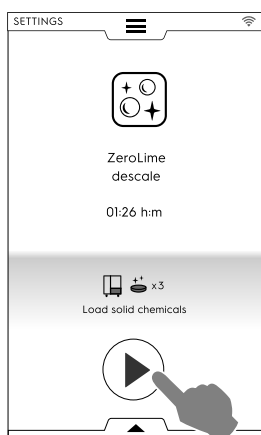 SETTINGS
ZeroLime
descale
01:26 h:m
x3
Load solid chemicals